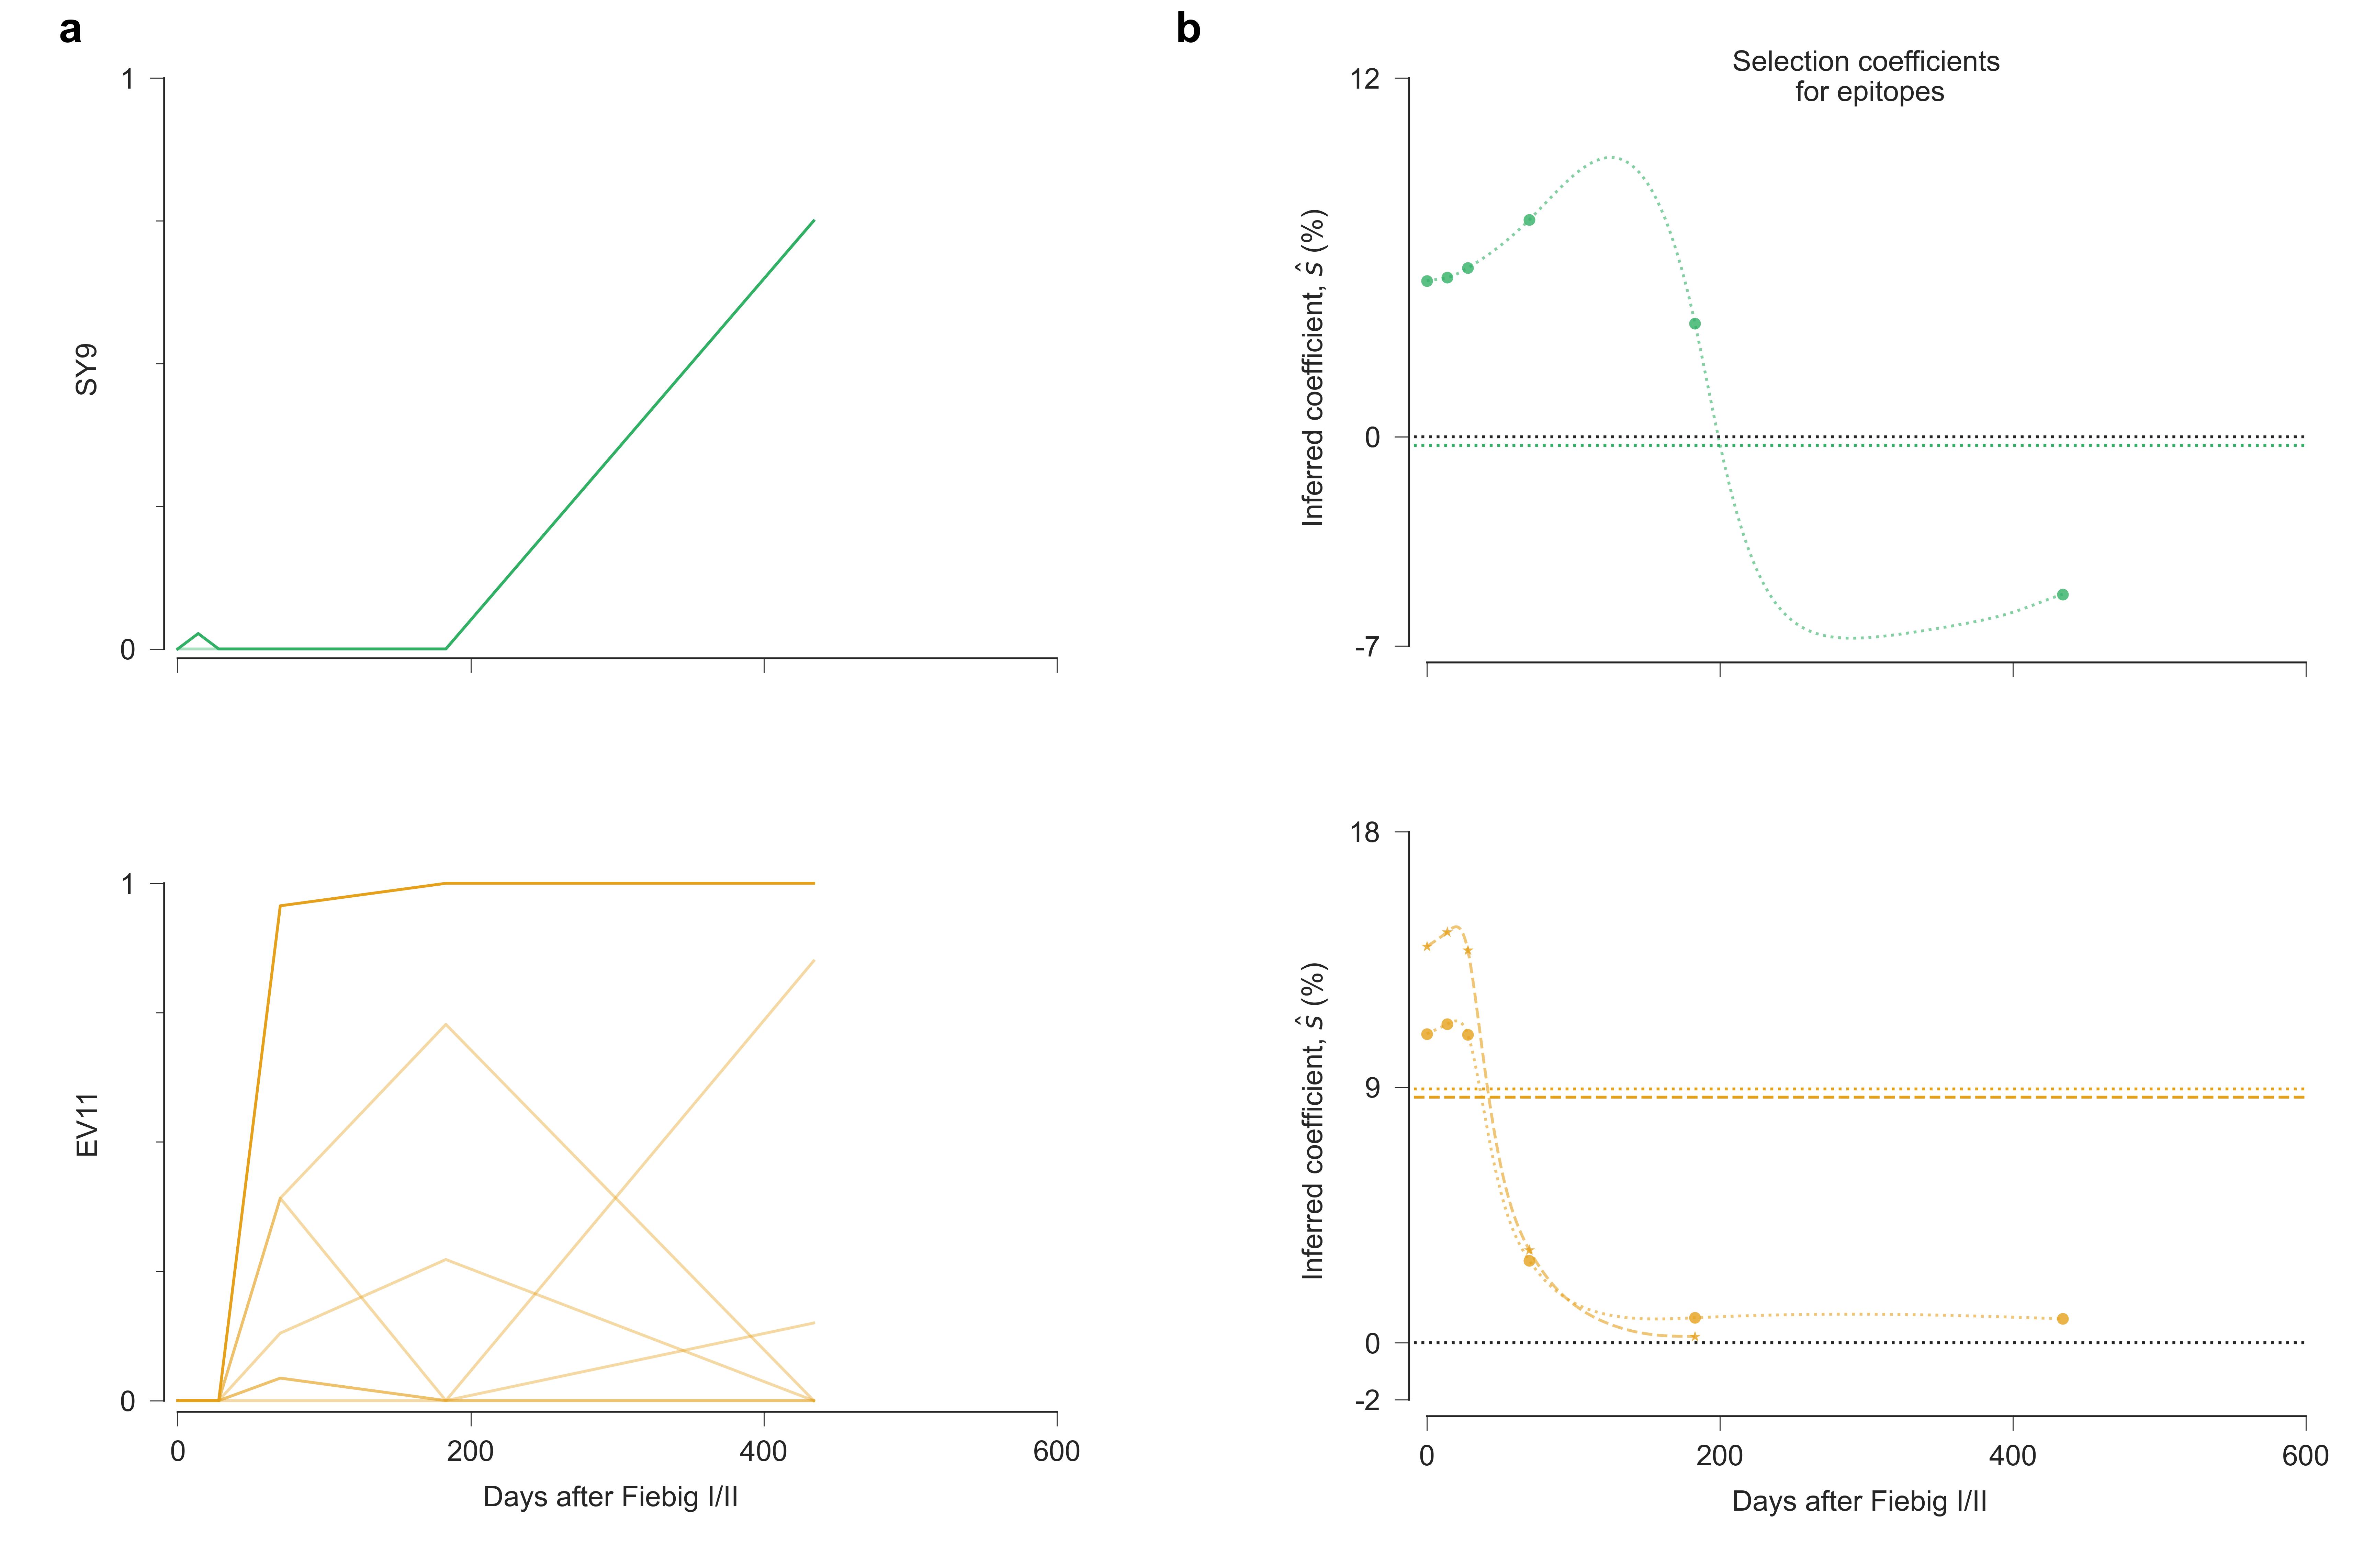 a
1
SY9
0
1
EV11
0
0 200 400 600
Days after Fiebig I/II
b
Selection coefficients
for epitopes
12
Inferred coefficient, ŝ (%)
0
-7
18
Inferred coefficient, ŝ (%)
9
0
-2
0 200 400 600
Days after Fiebig I/II